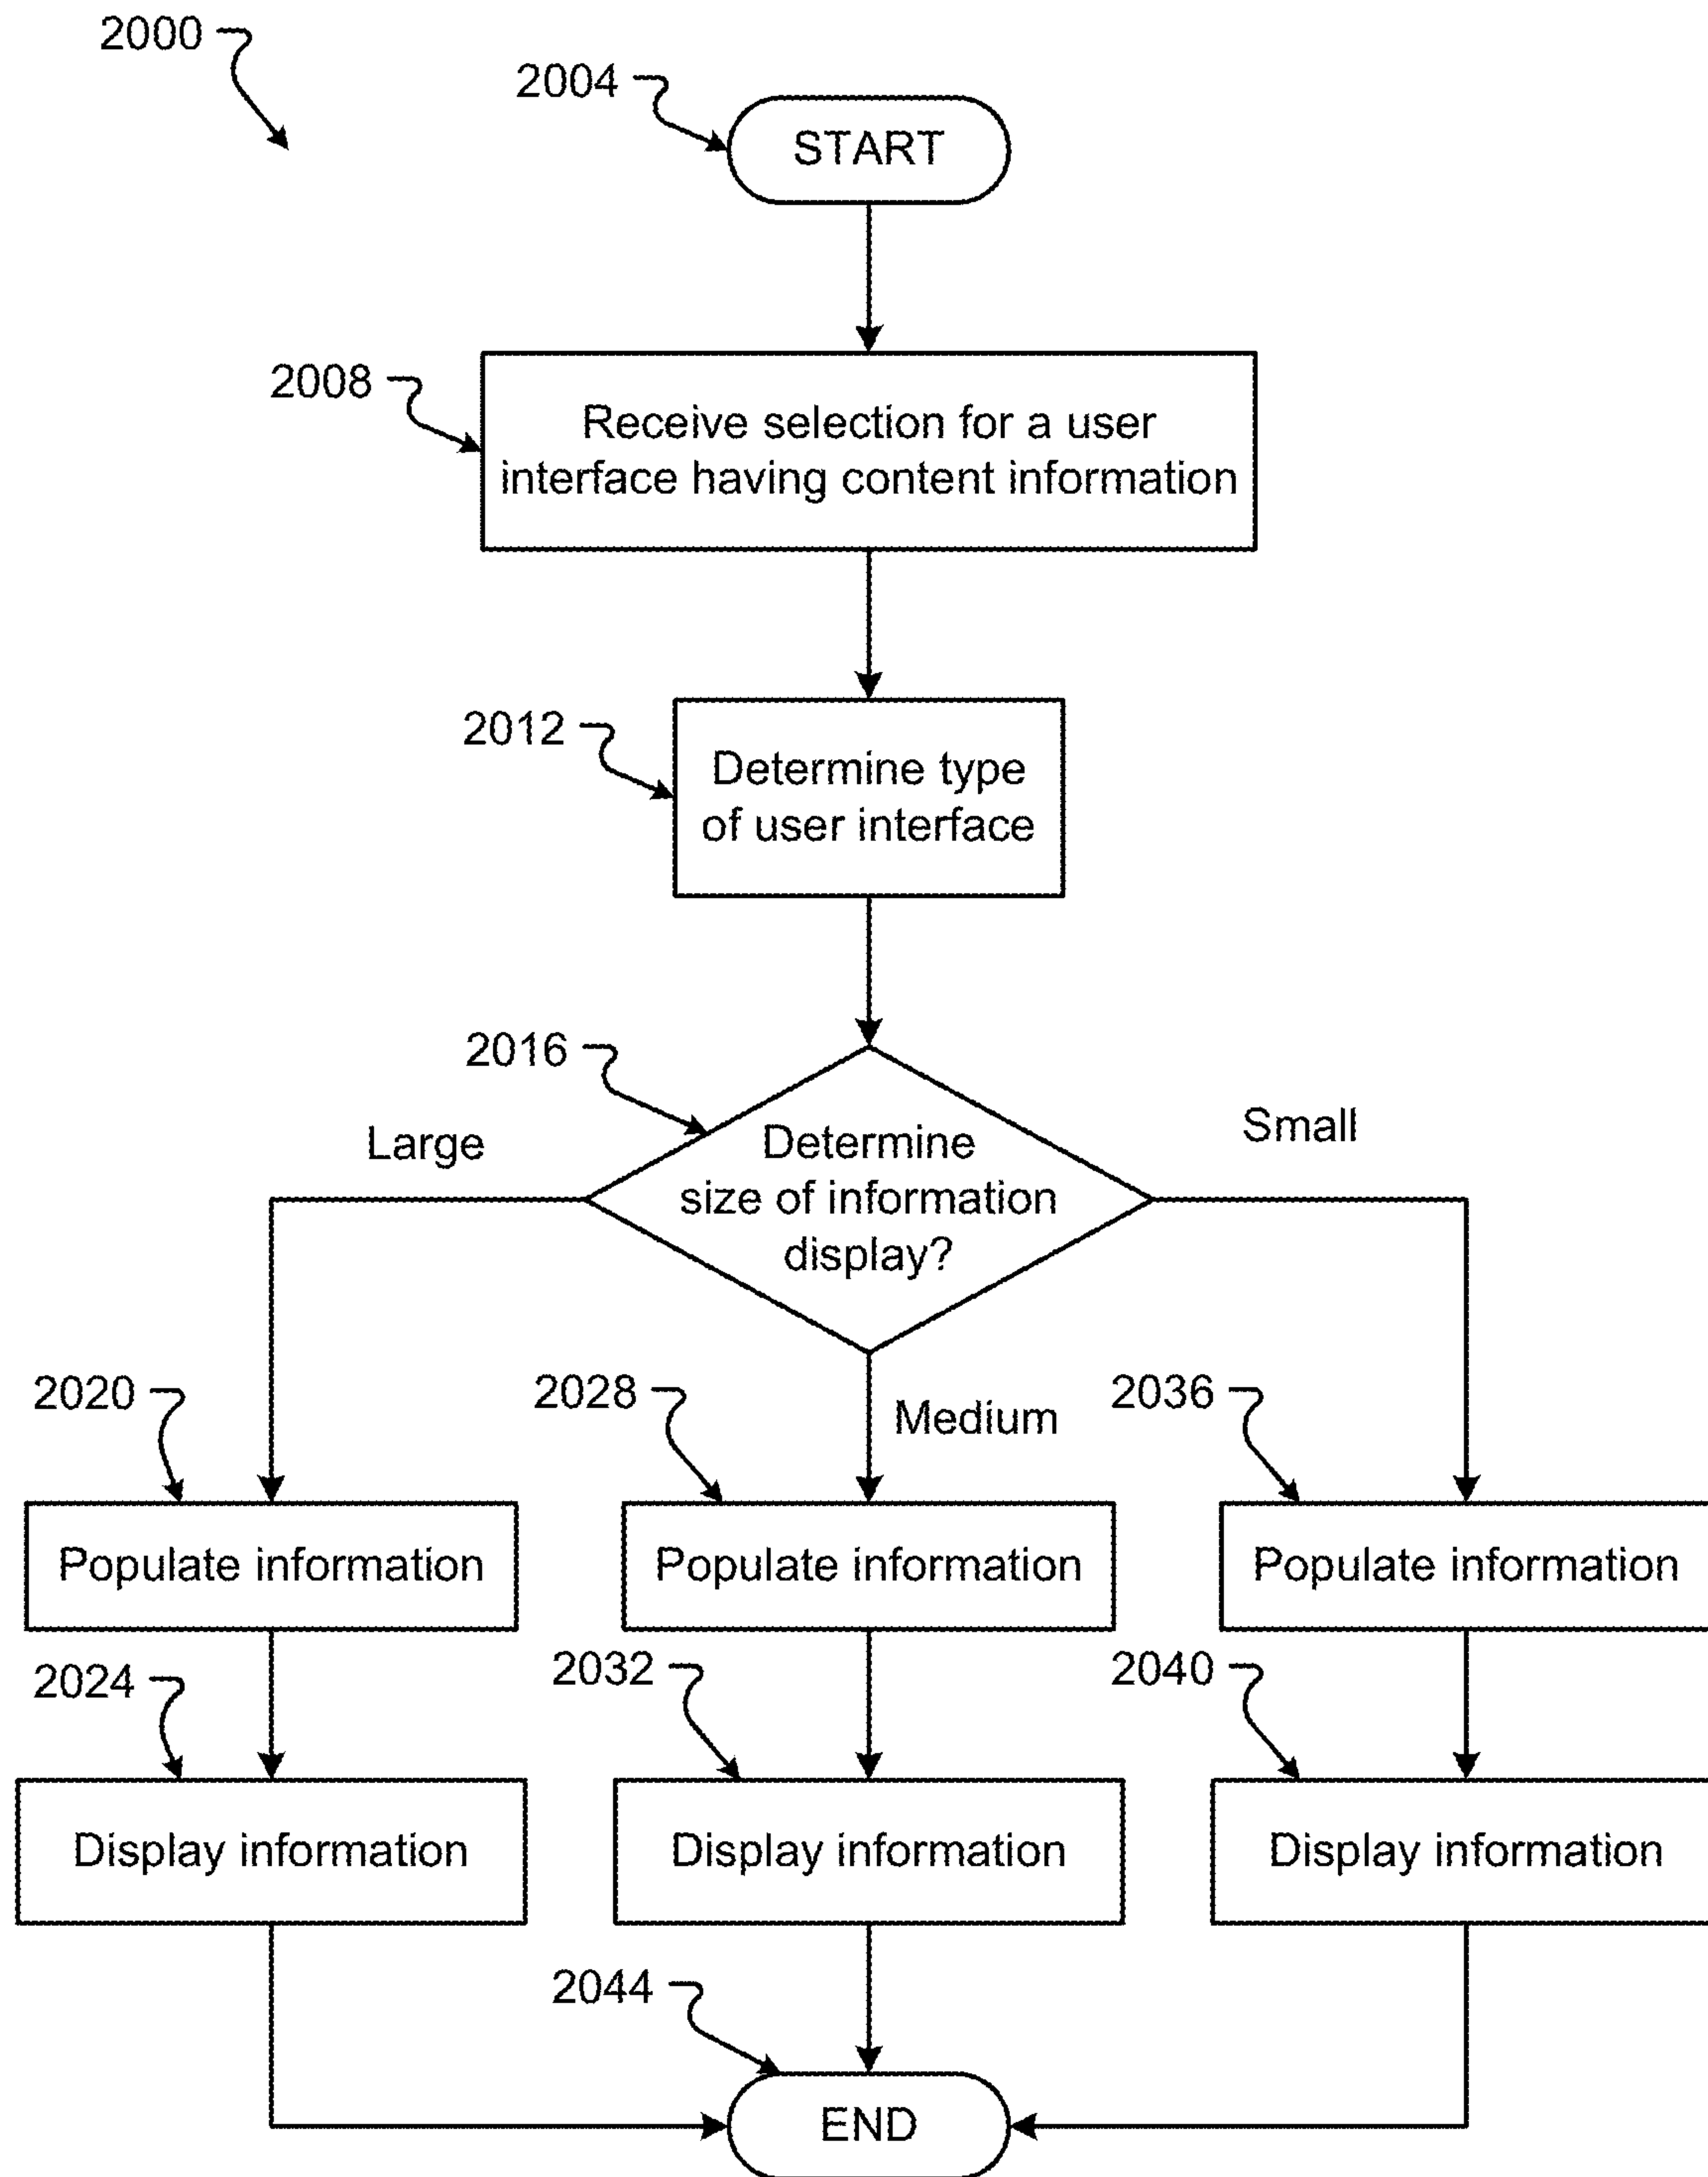 2000
2004
START
2008
Receive selection for a user
interface having content information
2012
Determine type
of user interface
2016
Large
Determine
size of information
display?
Small
2020
2028
Medium
2036
Populate information
Populate information
Populate information
2024
2032
2040
Display information
Display information
Display information
2044
END